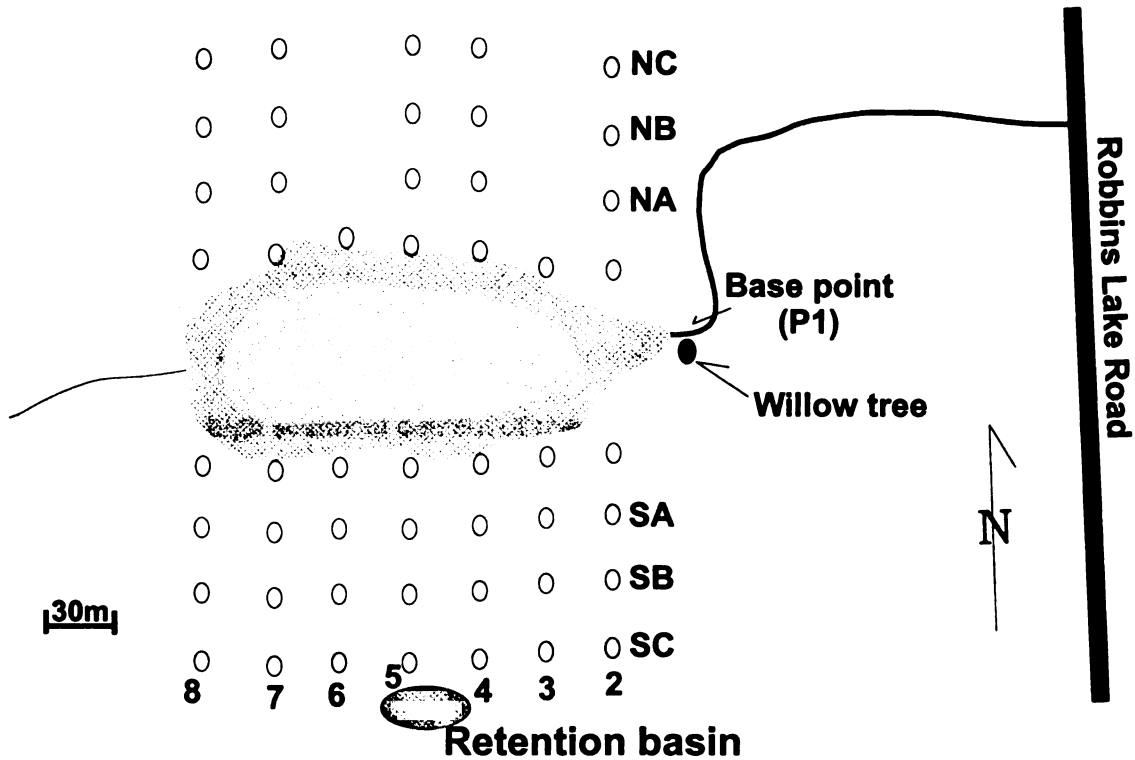 NC
NB
NA
Robbins Lake Road
Base point
(P1)
Willow tree
N
SA
SB
SC
30m
8
7
6
5
4
3
2
Retention basin